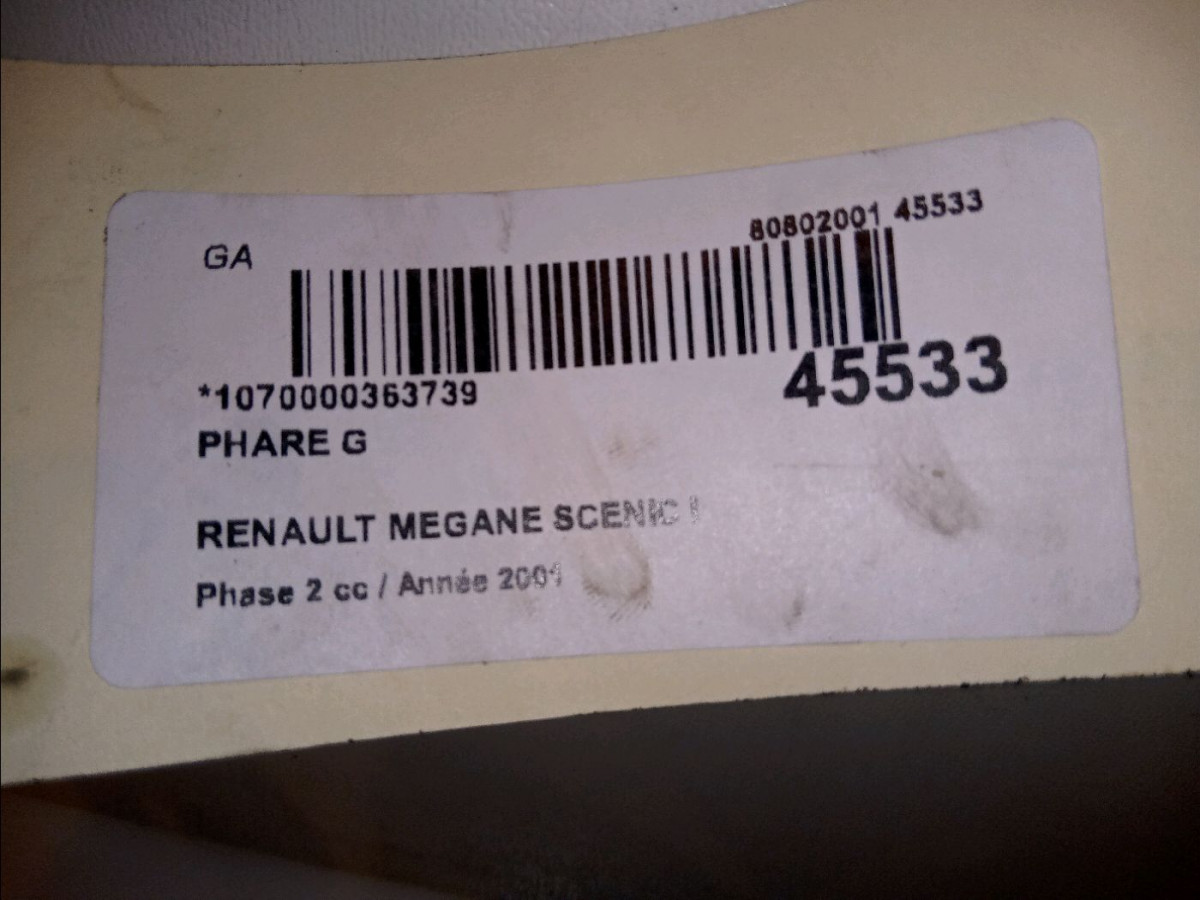 80802001 45533
GA
*1070000363739
45533
PHARE G
RENAULT MEGANE SCENIC I
Phase 2 cc / Année 2001